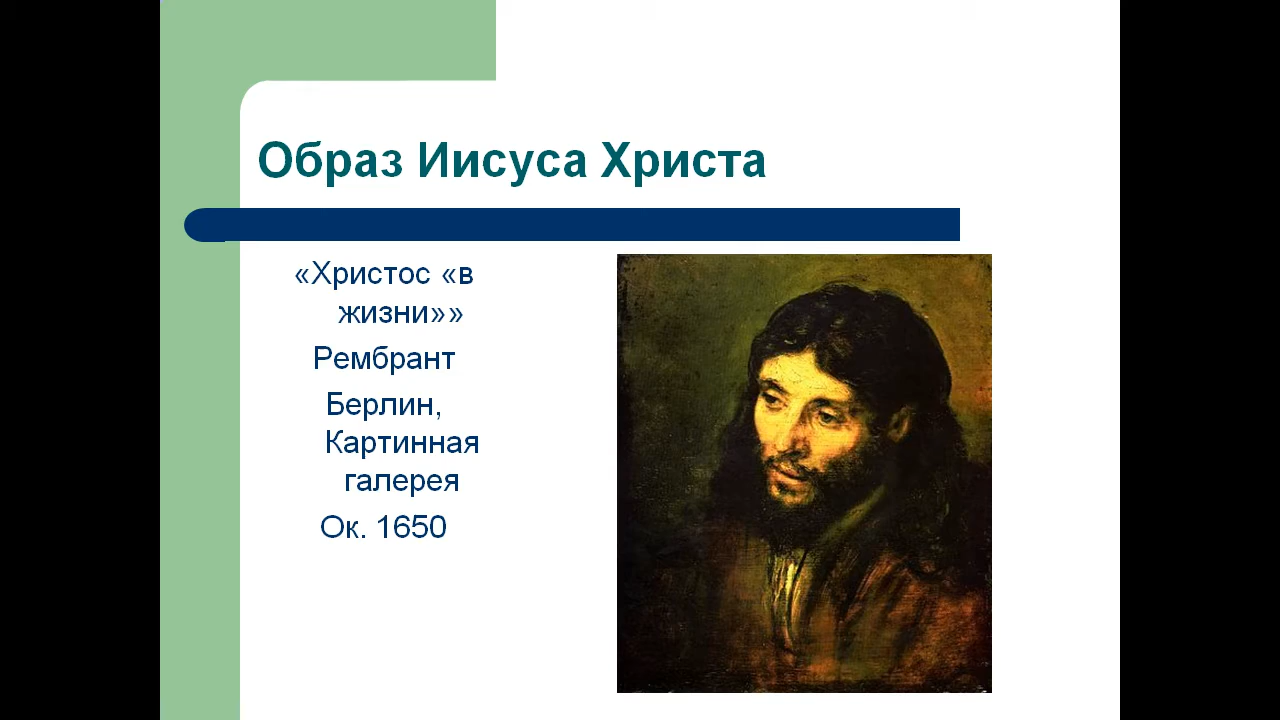 Образ Иисуса Христа
«Христос «в
жизни»»
Рембрант
Берлин,
Картинная
галерея
Ок. 1650